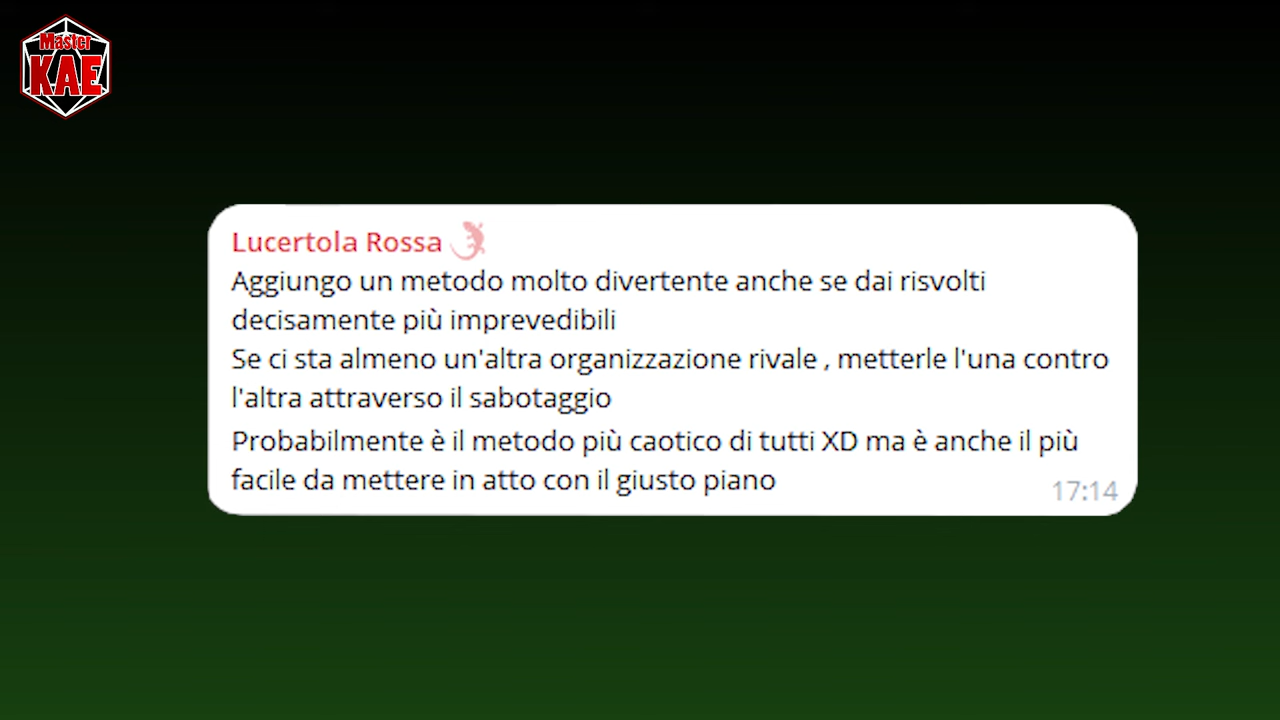 Master
KAE
Lucertola Rossa
Aggiungo un metodo molto divertente anche se dai risvolti
decisamente più imprevedibili
Se ci sta almeno un'altra organizzazione rivale , metterle l'una contro
l'altra attraverso il sabotaggio
Probabilmente è il metodo più caotico di tutti XD ma è anche il più
facile da mettere in atto con il giusto piano
17:14